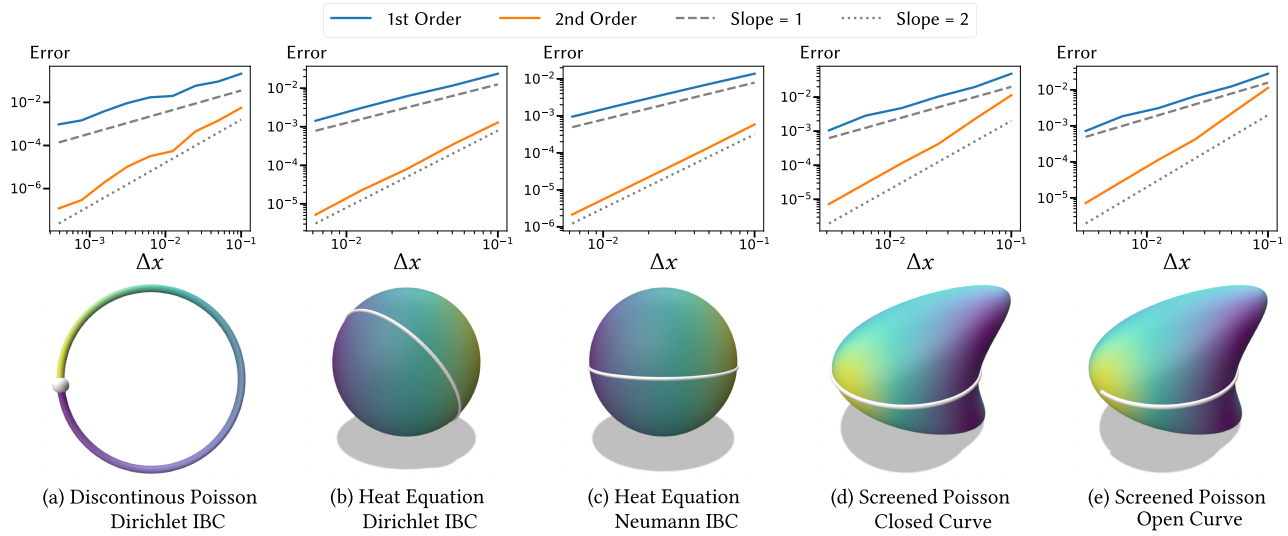 1st Order 2nd Order Slope = 1 Slope = 2
Error Error Error Error Error
10⁻² 10⁻⁴ 10⁻⁶
10⁻³ 10⁻² 10⁻¹
Δx
10⁻² 10⁻³ 10⁻⁴ 10⁻⁵
10⁻² 10⁻¹
Δx
10⁻² 10⁻³ 10⁻⁴ 10⁻⁵ 10⁻⁶
10⁻² 10⁻¹
Δx
10⁻² 10⁻³ 10⁻⁴ 10⁻⁵
10⁻² 10⁻¹
Δx
10⁻² 10⁻³ 10⁻⁴ 10⁻⁵
10⁻² 10⁻¹
Δx
(a) Discontinous Poisson
Dirichlet IBC
(b) Heat Equation
Dirichlet IBC
(c) Heat Equation
Neumann IBC
(d) Screened Poisson
Closed Curve
(e) Screened Poisson
Open Curve